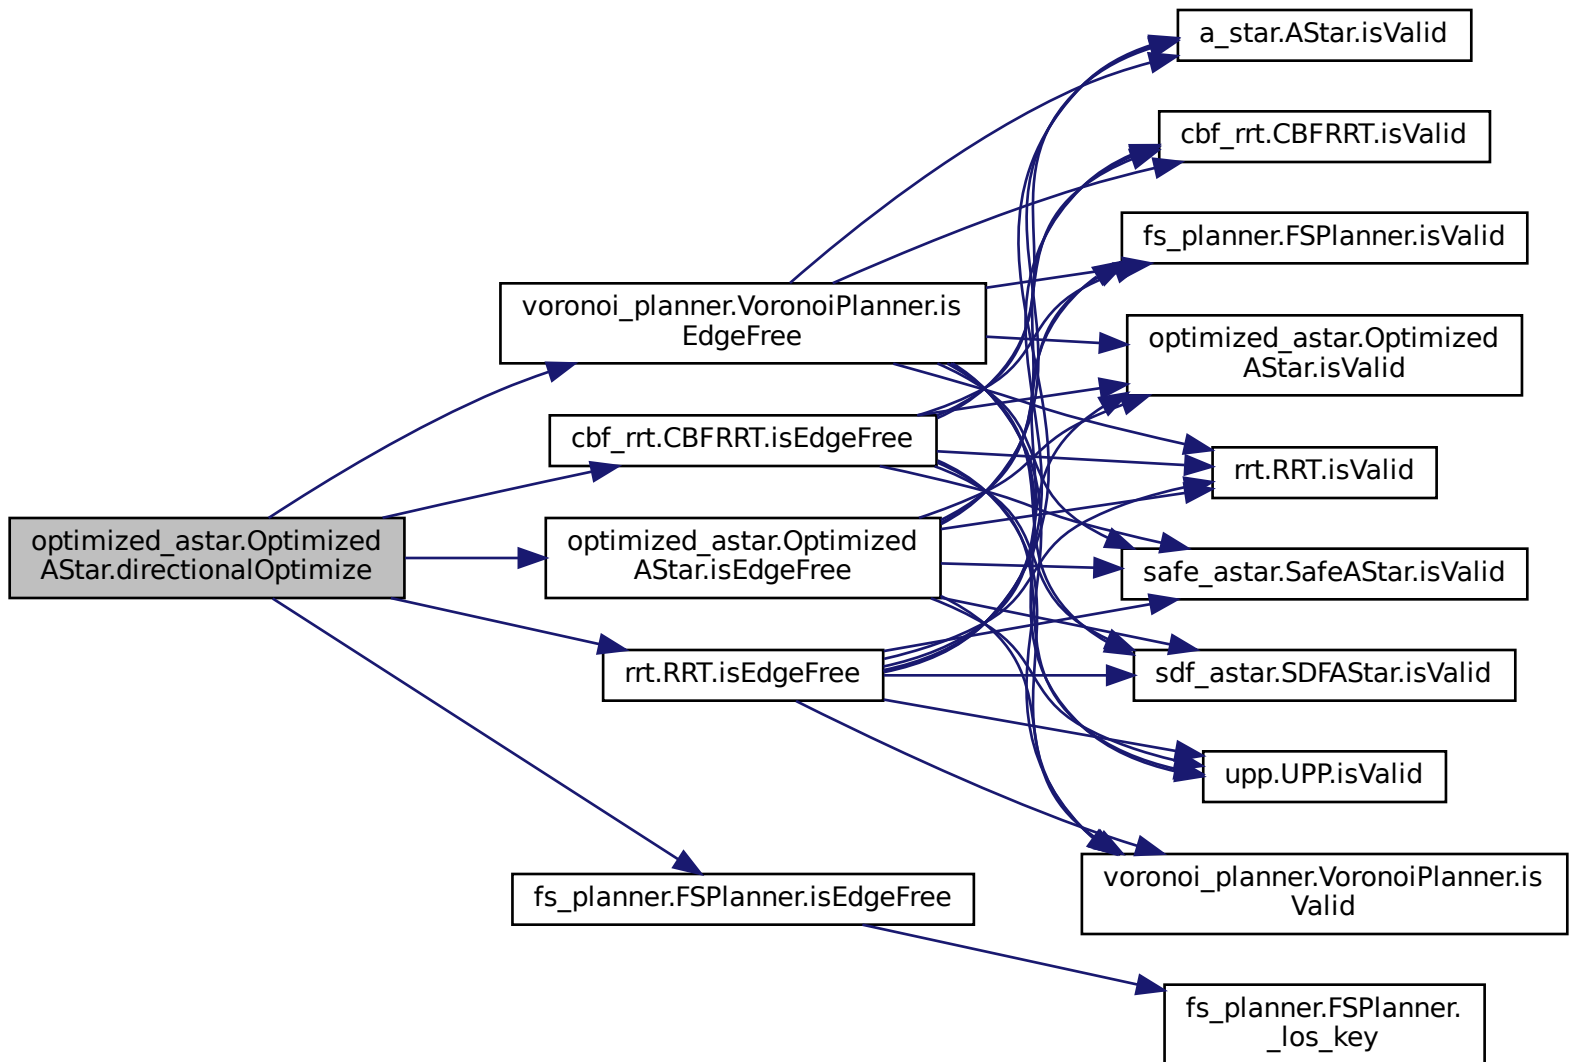 a_star.AStar.isValid
cbf_rrt.CBFRRT.isValid
fs_planner.FSPlanner.isValid
voronoi_planner.VoronoiPlanner.is
EdgeFree
optimized_astar.Optimized
AStar.isValid
cbf_rrt.CBFRRT.isEdgeFree
rrt.RRT.isValid
optimized_astar.Optimized
AStar.directionalOptimize
optimized_astar.Optimized
AStar.isEdgeFree
safe_astar.SafeAStar.isValid
rrt.RRT.isEdgeFree
sdf_astar.SDFAStar.isValid
upp.UPP.isValid
voronoi_planner.VoronoiPlanner.is
Valid
fs_planner.FSPlanner.isEdgeFree
fs_planner.FSPlanner.
_los_key